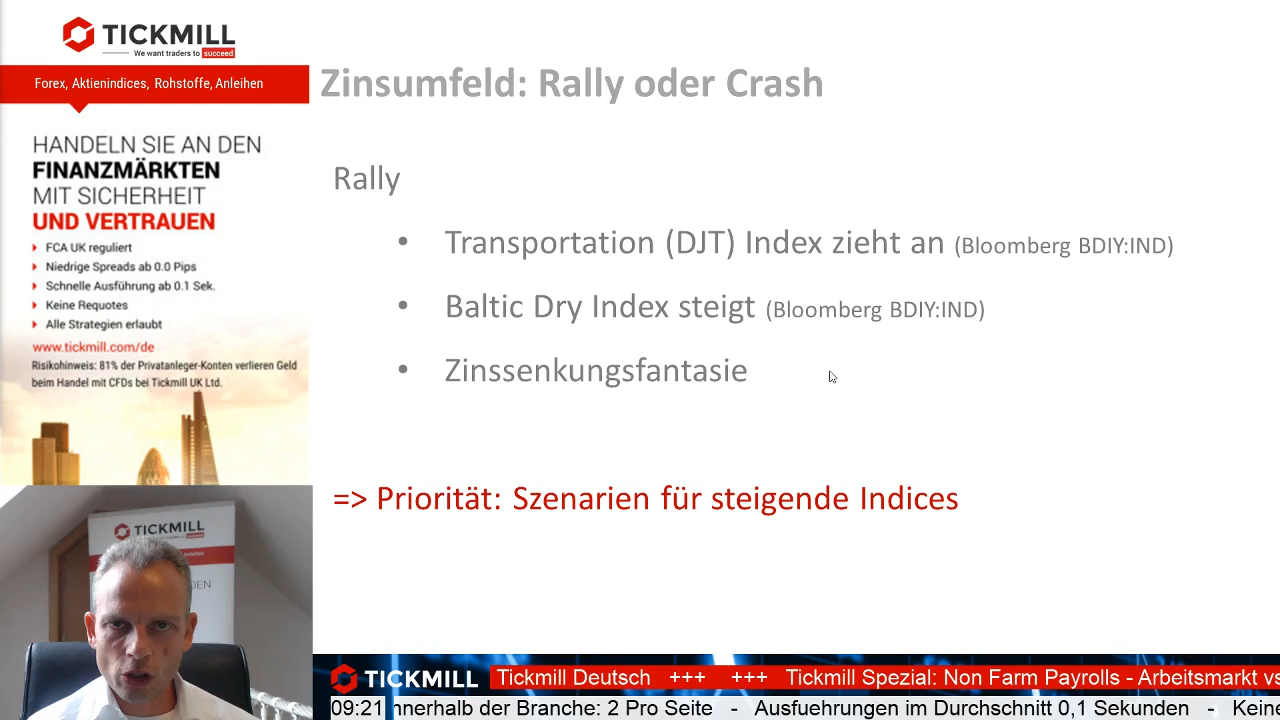 TICKMILL
We want traders to succeed
Forex, Aktienindices, Rohstoffe, Anleihen
HANDELN SIE AN DEN
FINANZMÄRKTEN
MIT SICHERHEIT
UND VERTRAUEN
FCA UK reguliert
Niedrige Spreads ab 0.0 Pips
Schnelle Ausführung ab 0.1 Sek.
Keine Requotes
Alle Strategien erlaubt
www.tickmill.com/de
Risikohinweis: 81% der Privatanleger-Konten verlieren Geld
beim Handel mit CFDs bei Tickmill UK Ltd.
Zinsumfeld: Rally oder Crash
Rally
• Transportation (DJT) Index zieht an (Bloomberg BDIY:IND)
• Baltic Dry Index steigt (Bloomberg BDIY:IND)
• Zinssenkungsfantasie
=> Priorität: Szenarien für steigende Indices
TICKMILL
TICKMILL
Tickmill Deutsch +++ +++ Tickmill Spezial: Non Farm Payrolls - Arbeitsmarkt vs
09:21 nnerhalb der Branche: 2 Pro Seite - Ausfuehrungen im Durchschnitt 0,1 Sekunden - Keine